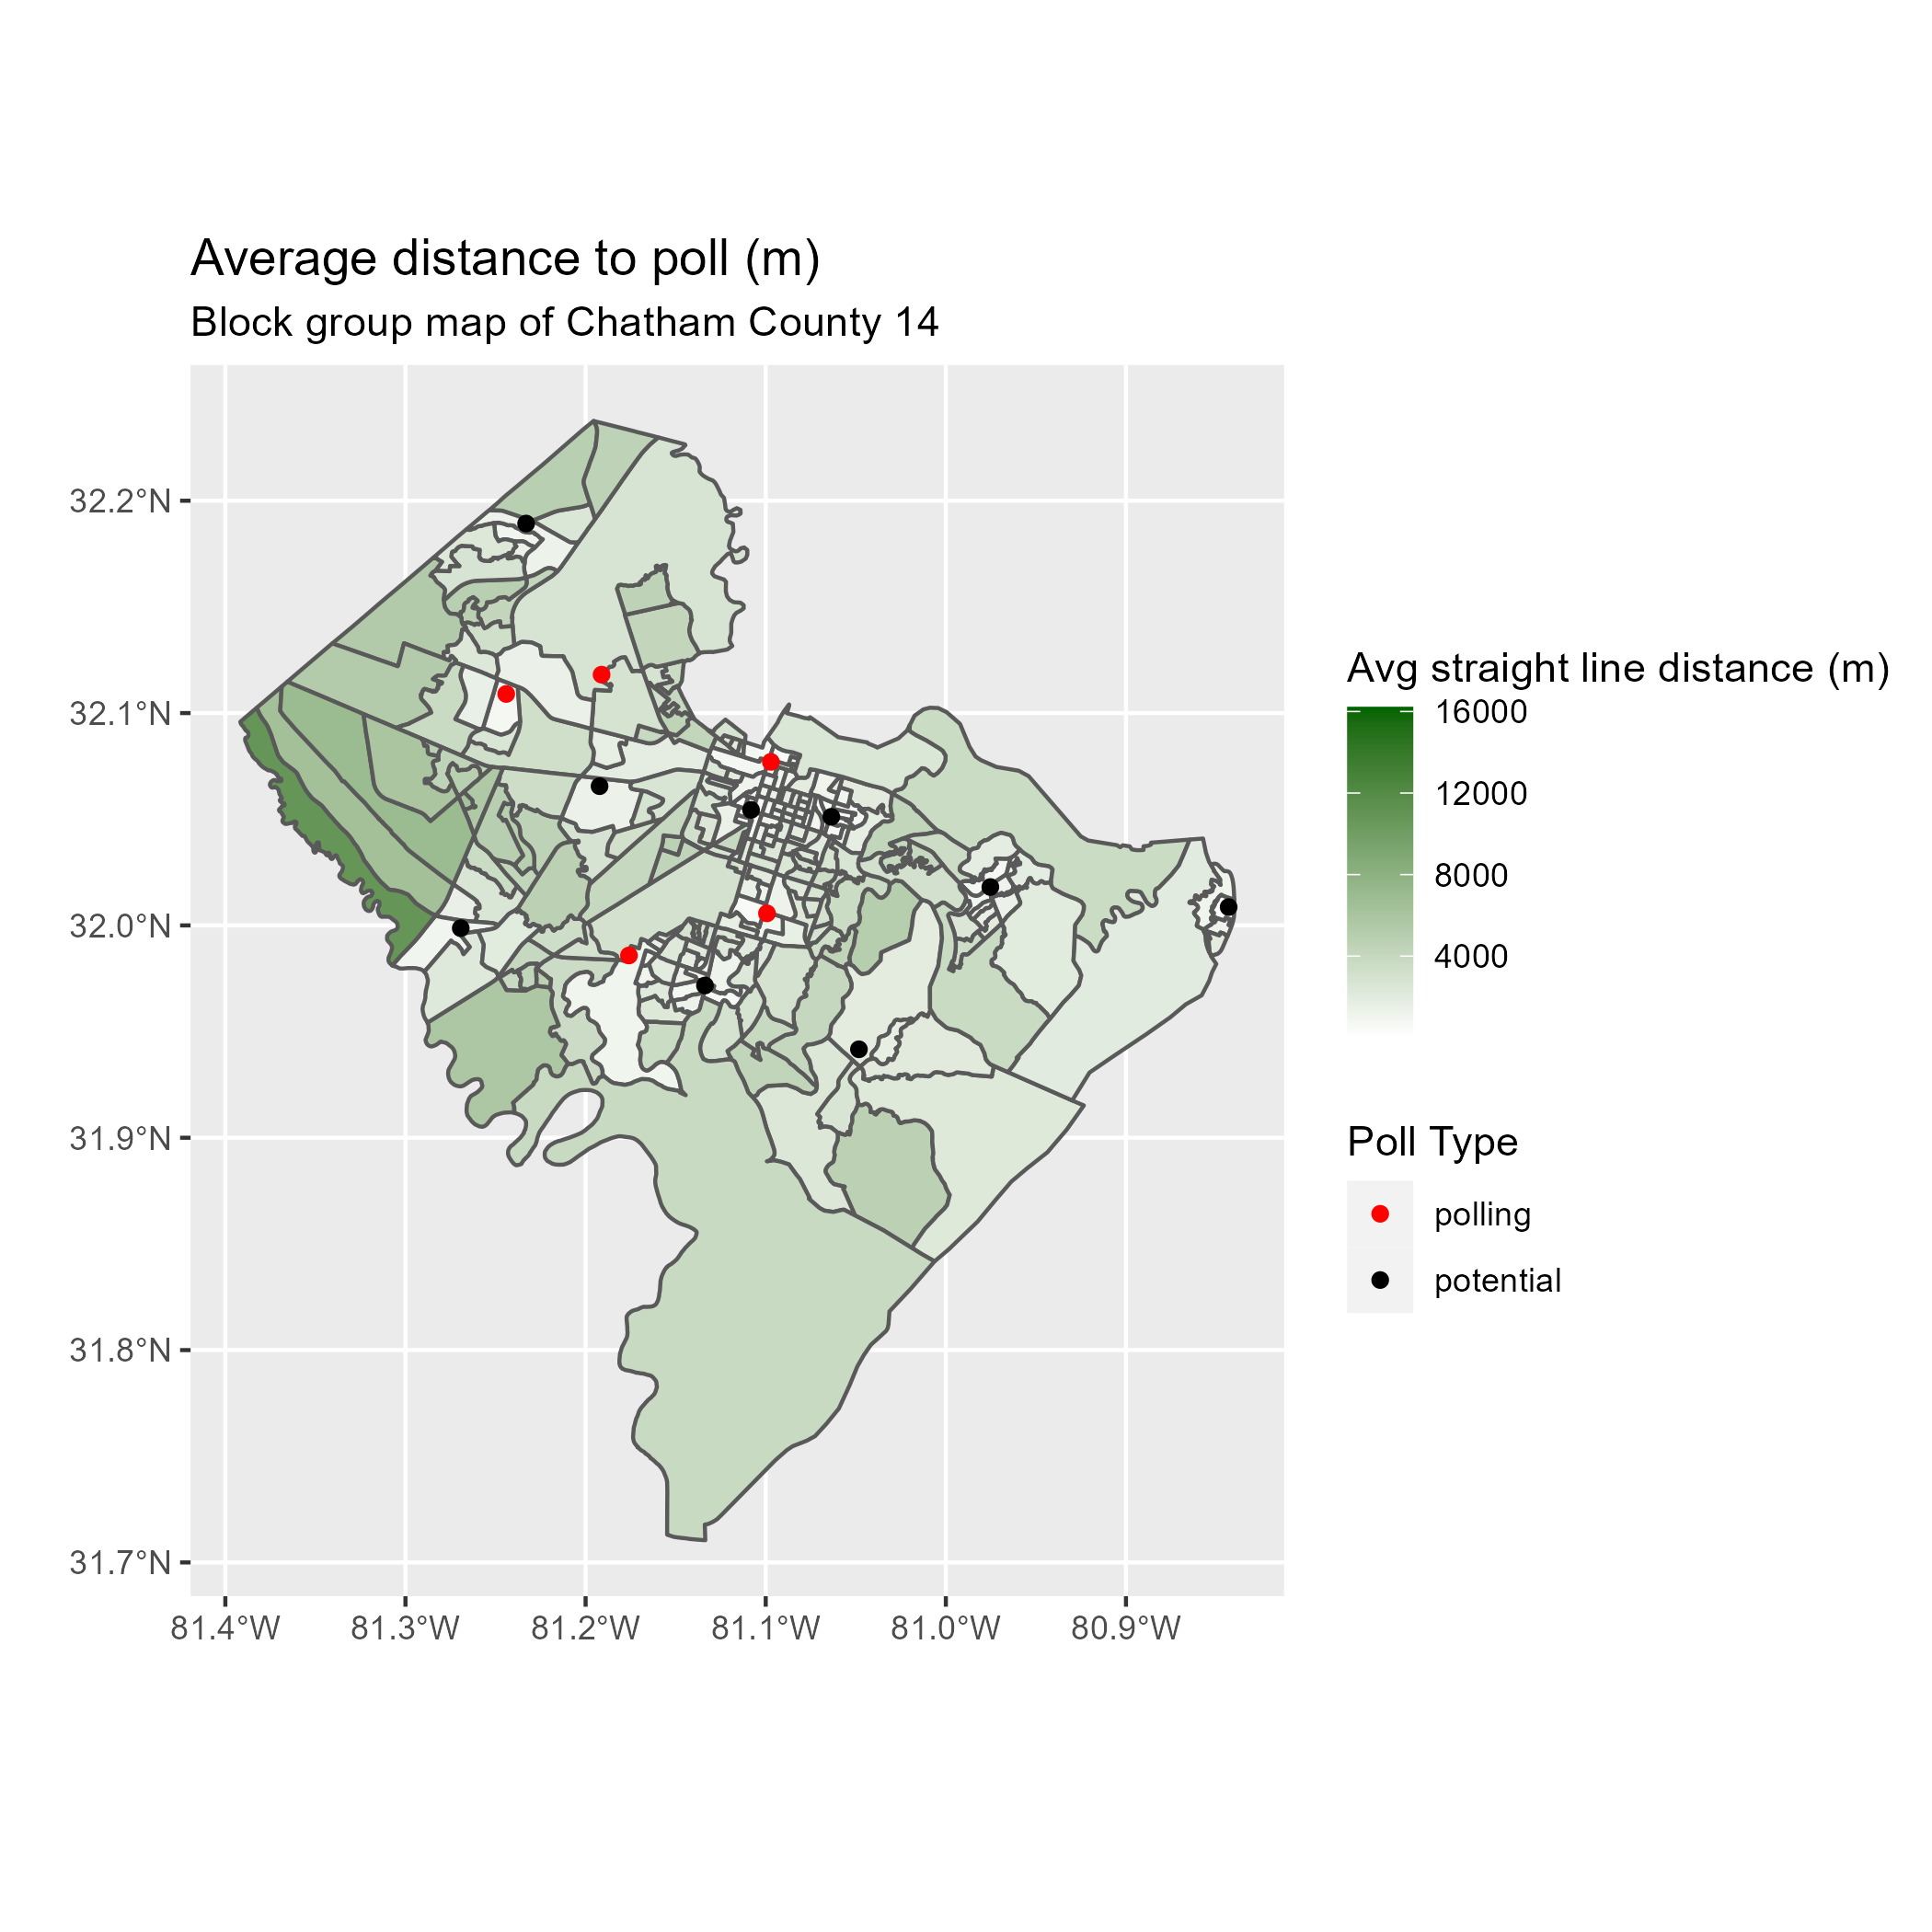 Average distance to poll (m)
Block group map of Chatham County 14
32.2°N
32.1°N
32.0°N
31.9°N
31.8°N
31.7°N
81.4°W
81.3°W
81.2°W
81.1°W
81.0°W
80.9°W
Avg straight line distance (m)
16000
12000
8000
4000
Poll Type
polling
potential